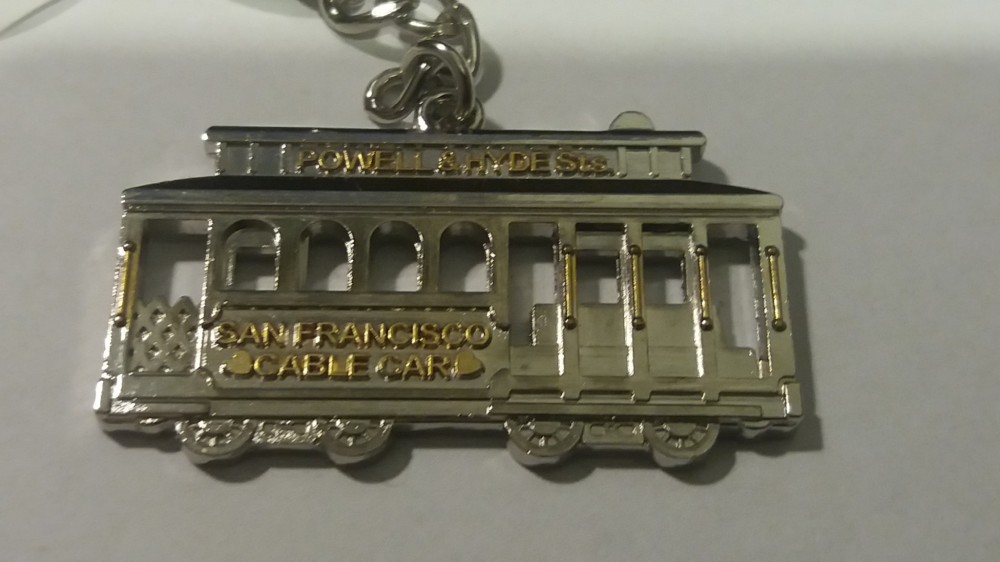 POWELL & HYDE Sts.
SAN FRANCISCO
CABLE CAR